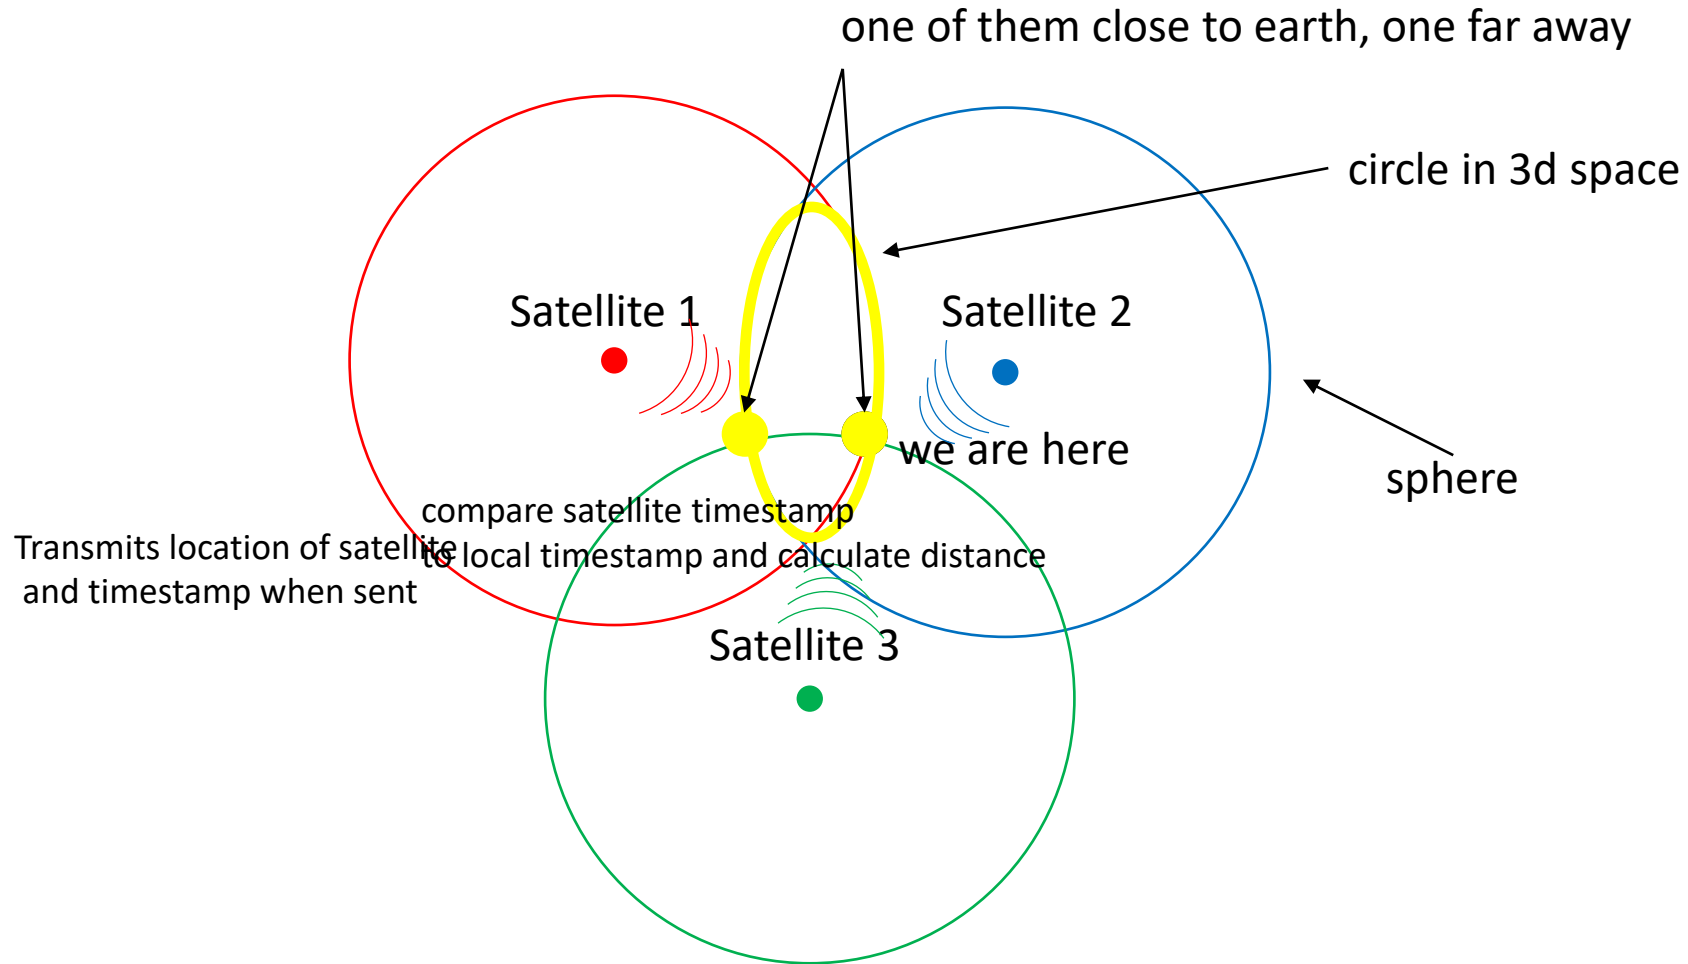 one of them close to earth, one far away
circle in 3d space
Satellite 1
Satellite 2
we are here
sphere
compare satellite timestamp
to local timestamp and calculate distance
Transmits location of satellite
and timestamp when sent
Satellite 3